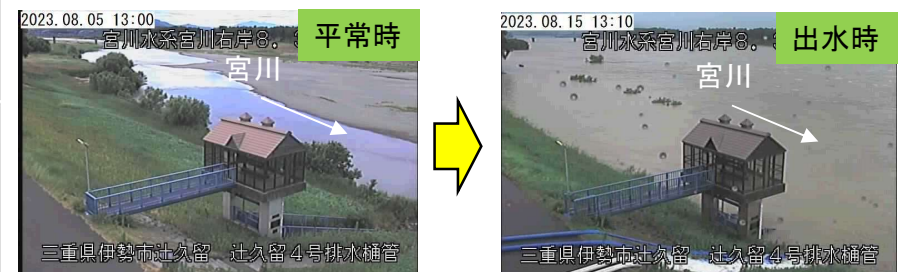 2023.08.05 13:00
平常時
宮川水系宮川右岸8.
宮川
三重県伊勢市辻久留 辻久留4号排水樋管
2023.08.15 13:10
出水時
宮川水系宮川右岸8.
宮川
三重県伊勢市辻久留 辻久留4号排水樋管